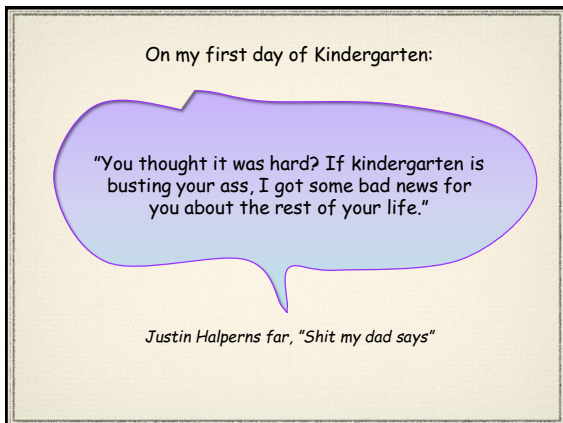 On my first day of Kindergarten:
"You thought it was hard? If kindergarten is
busting your ass, I got some bad news for
you about the rest of your life."
Justin Halperns far, "Shit my dad says"